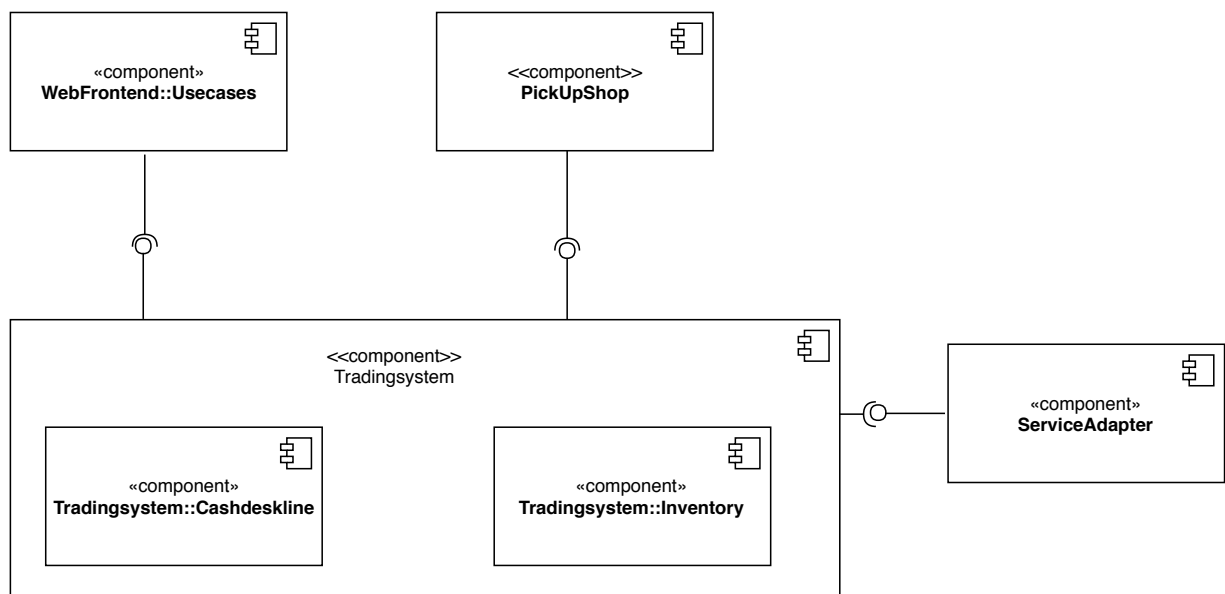 «component»
WebFrontend::Usecases
<<component>>
PickUpShop
<<component>>
Tradingsystem
«component»
ServiceAdapter
«component»
Tradingsystem::Cashdeskline
«component»
Tradingsystem::Inventory